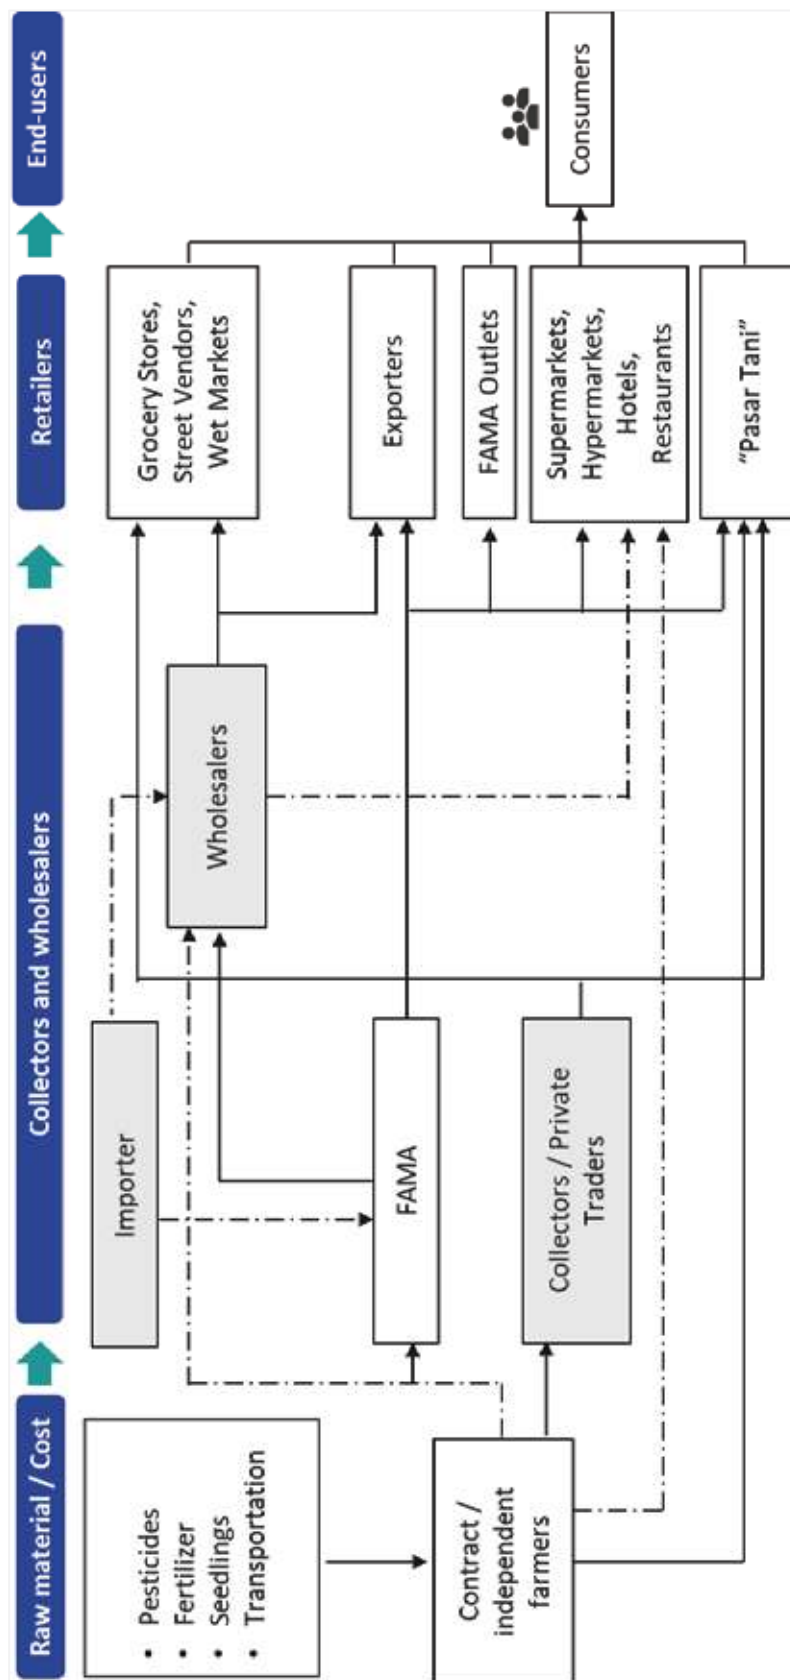 Raw material / Cost
Collectors and wholesalers
Retailers
End-users
• Pesticides
• Fertilizer
• Seedlings
• Transportation
Contract /
independent
farmers
Importer
FAMA
Collectors / Private
Traders
Wholesalers
Grocery Stores,
Street Vendors,
Wet Markets
Exporters
FAMA Outlets
Supermarkets,
Hypermarkets,
Hotels,
Restaurants
“Pasar Tani”
Consumers